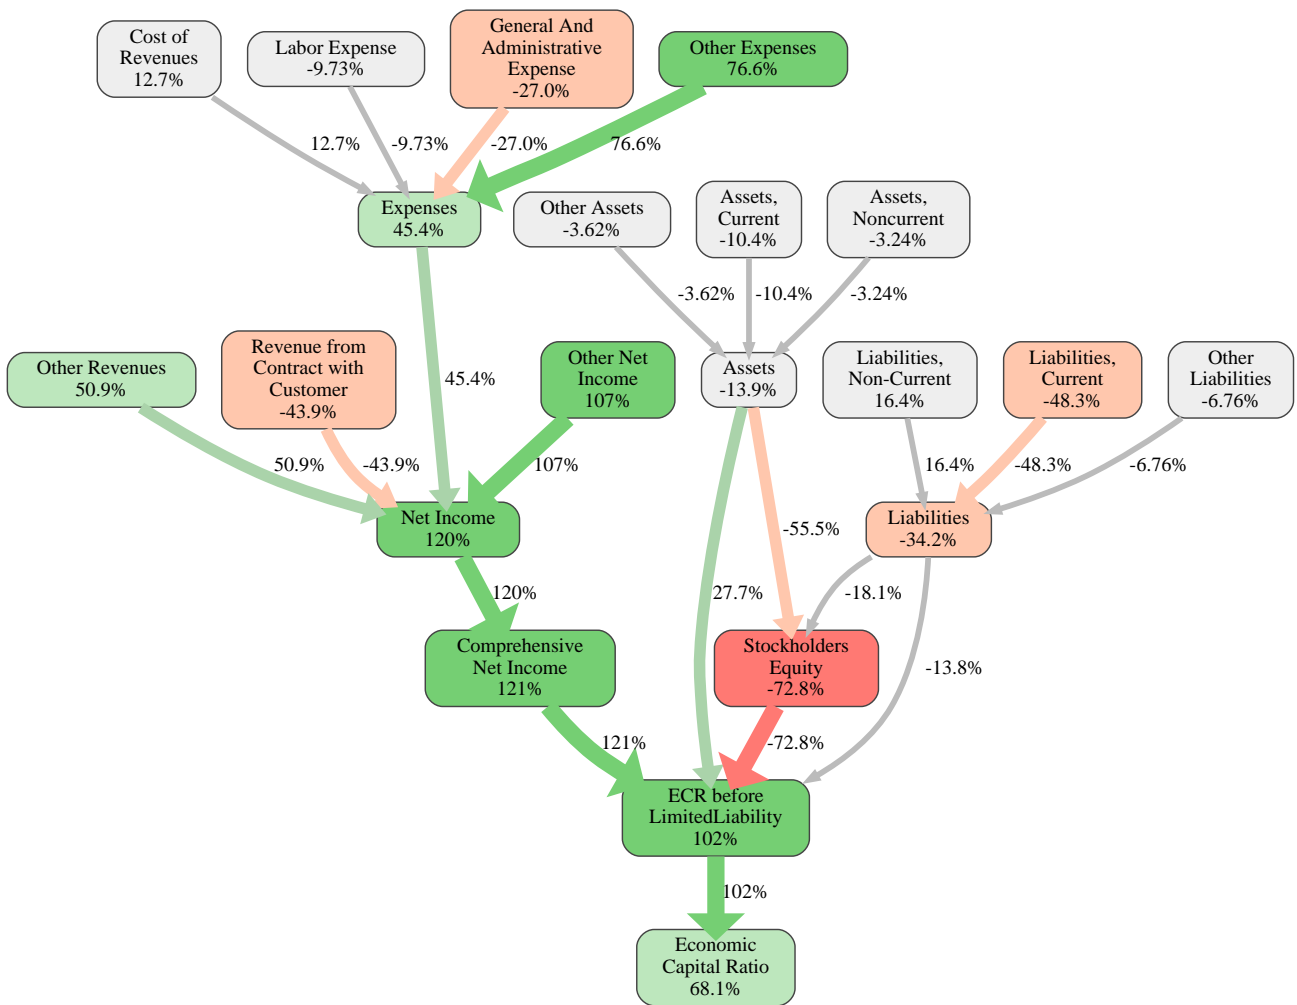 Cost of
Revenues
12.7%
Labor Expense
-9.73%
General And
Administrative
Expense
-27.0%
Other Expenses
76.6%
12.7%
-9.73%
-27.0%
76.6%
Expenses
45.4%
Other Assets
-3.62%
Assets,
Current
-10.4%
Assets,
Noncurrent
-3.24%
-3.62%
-10.4%
-3.24%
Other Revenues
50.9%
Revenue from
Contract with
Customer
-43.9%
45.4%
Other Net
Income
107%
Assets
-13.9%
Liabilities,
Non-Current
16.4%
Liabilities,
Current
-48.3%
Other
Liabilities
-6.76%
50.9%
-43.9%
107%
16.4%
-48.3%
-6.76%
Net Income
120%
-55.5%
Liabilities
-34.2%
120%
27.7%
-18.1%
Comprehensive
Net Income
121%
Stockholders
Equity
-72.8%
-13.8%
121%
-72.8%
ECR before
LimitedLiability
102%
102%
Economic
Capital Ratio
68.1%